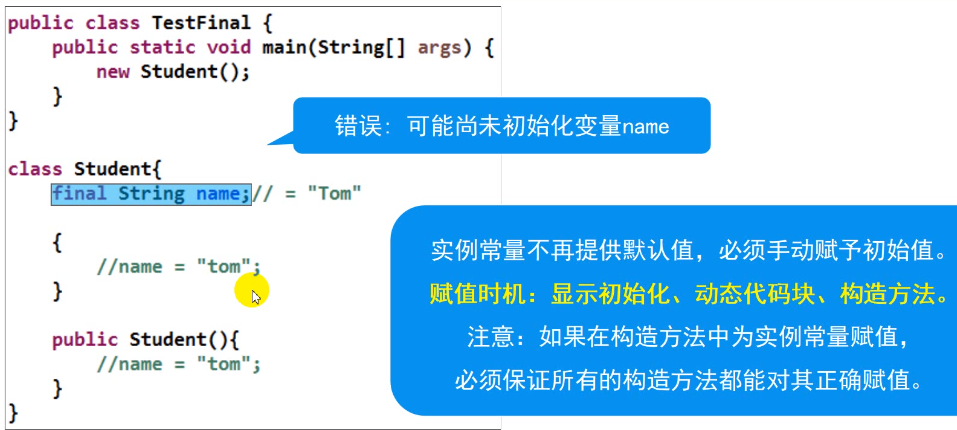 public class TestFinal {
public static void main(String[] args) {
new Student();
}
}
错误：可能尚未初始化变量name
class Student{
final String name;// = "Tom"
{
//name = "tom";
}
public Student(){
//name = "tom";
}
}
实例常量不再提供默认值，必须手动赋予初始值。
赋值时机：显示初始化、动态代码块、构造方法。
注意：如果在构造方法中为实例常量赋值，
必须保证所有的构造方法都能对其正确赋值。